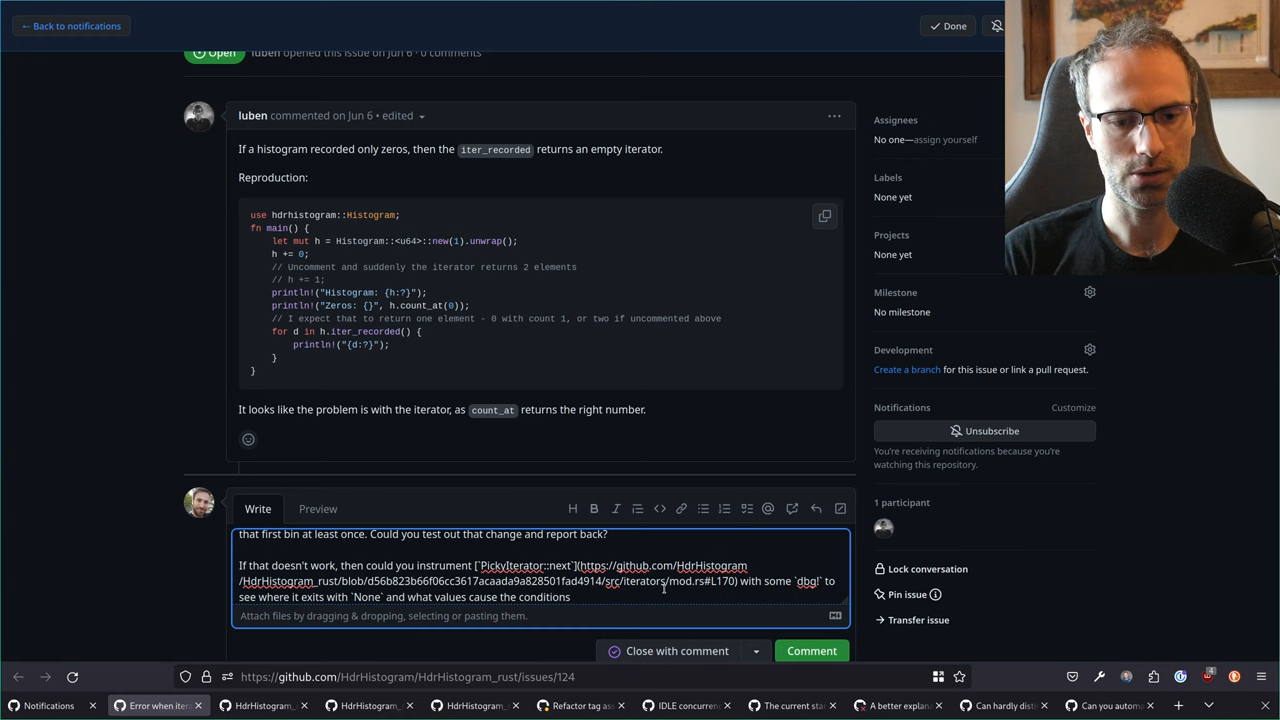 ← Back to notifications
Done
Open
luben opened this issue on Jun 6 · 0 comments
luben commented on Jun 6 • edited
If a histogram recorded only zeros, then the iter_recorded returns an empty iterator.
Reproduction:
use hdrhistogram::Histogram;
fn main() {
let mut h = Histogram::<u64>::new(1).unwrap();
h += 0;
// Uncomment and suddenly the iterator returns 2 elements
// h += 1;
println!("Histogram: {h:?}");
println!("Zeros: {}", h.count_at(0));
// I expect that to return one element - 0 with count 1, or two if uncommented above
for d in h.iter_recorded() {
println!("{d:?}");
}
}
It looks like the problem is with the iterator, as count_at returns the right number.
Write
Preview
that first bin at least once. Could you test out that change and report back?
If that doesn't work, then could you instrument [`PickyIterator::next`](https://github.com/HdrHistogram
/HdrHistogram_rust/blob/d56b823b66f06cc3617acaada9a828501fad4914/src/iterators/mod.rs#L170) with some `dbg!` to
see where it exits with `None` and what values cause the conditions
Attach files by dragging & dropping, selecting or pasting them.
Close with comment
Comment
Assignees
No one—assign yourself
Labels
None yet
Projects
None yet
Milestone
No milestone
Development
Create a branch for this issue or link a pull request.
Notifications
Customize
Unsubscribe
You're receiving notifications because you're
watching this repository.
1 participant
Lock conversation
Pin issue
Transfer issue
https://github.com/HdrHistogram/HdrHistogram_rust/issues/124
4
Notifications
Error when itera
HdrHistogram_
HdrHistogram_
HdrHistogram_
Refactor tag ass
IDLE concurrenc
The current sta
A better explana
Can hardly distin
Can you automa